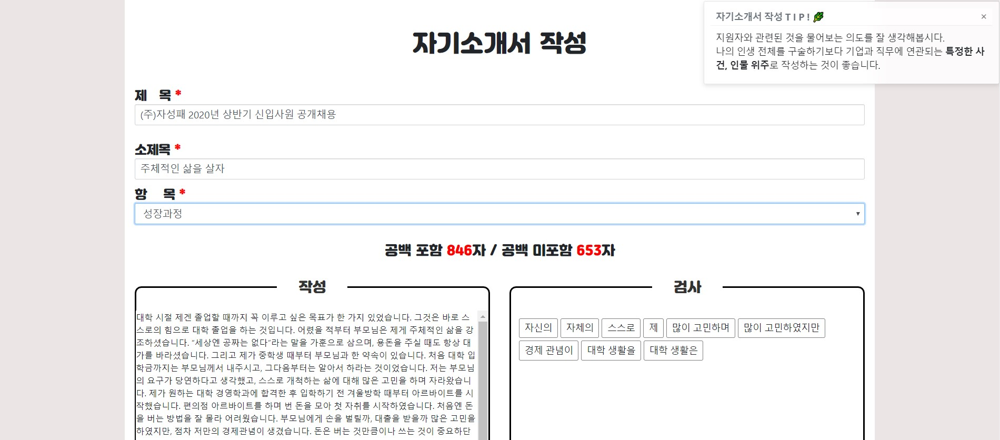 자기소개서 작성 T I P !
×
지원자와 관련된 것을 물어보는 의도를 잘 생각해봅시다.
나의 인생 전체를 구술하기보다 기업과 직무에 연관되는 특정한 사
건, 인물 위주로 작성하는 것이 좋습니다.
자기소개서 작성
제 목 *
(주)자성패 2020년 상반기 신입사원 공개채용
소제목 *
주체적인 삶을 살자
항 목 *
성장과정
공백 포함 846자 / 공백 미포함 653자
작성
대학 시절 제겐 졸업할 때까지 꼭 이루고 싶은 목표가 한 가지 있었습니다. 그것은 바로 스
스로의 힘으로 대학 졸업을 하는 것입니다. 어렸을 적부터 부모님은 제게 주체적인 삶을 강
조하셨습니다. “세상엔 공짜는 없다”라는 말을 가훈으로 삼으며, 용돈을 주실 때도 항상 대
가를 바라셨습니다. 그리고 제가 중학생 때부터 부모님과 한 약속이 있습니다. 처음 대학 입
학금까지는 부모님께서 내주시고, 그다음부터는 알아서 하라는 것이었습니다. 저는 부모님
의 요구가 당연하다고 생각했고, 스스로 개척하는 삶에 대해 많은 고민을 하며 자라왔습니
다. 제가 원하는 대학 경영학과에 합격한 후 입학하기 전 겨울방학 때부터 아르바이트를 시
작했습니다. 편의점 아르바이트를 하며 번 돈을 모아 첫 자취를 시작하였습니다. 처음엔 돈
을 버는 방법을 잘 몰라 어려웠습니다. 부모님에게 손을 벌릴까, 대출을 받을까 많은 고민을
하였지만, 점차 저만의 경제관념이 생겼습니다. 돈은 버는 것만큼이나 쓰는 것이 중요하단
검사
자신의 자체의 스스로 제 많이 고민하며 많이 고민하였지만
경제 관념이 대학 생활을 대학 생활은